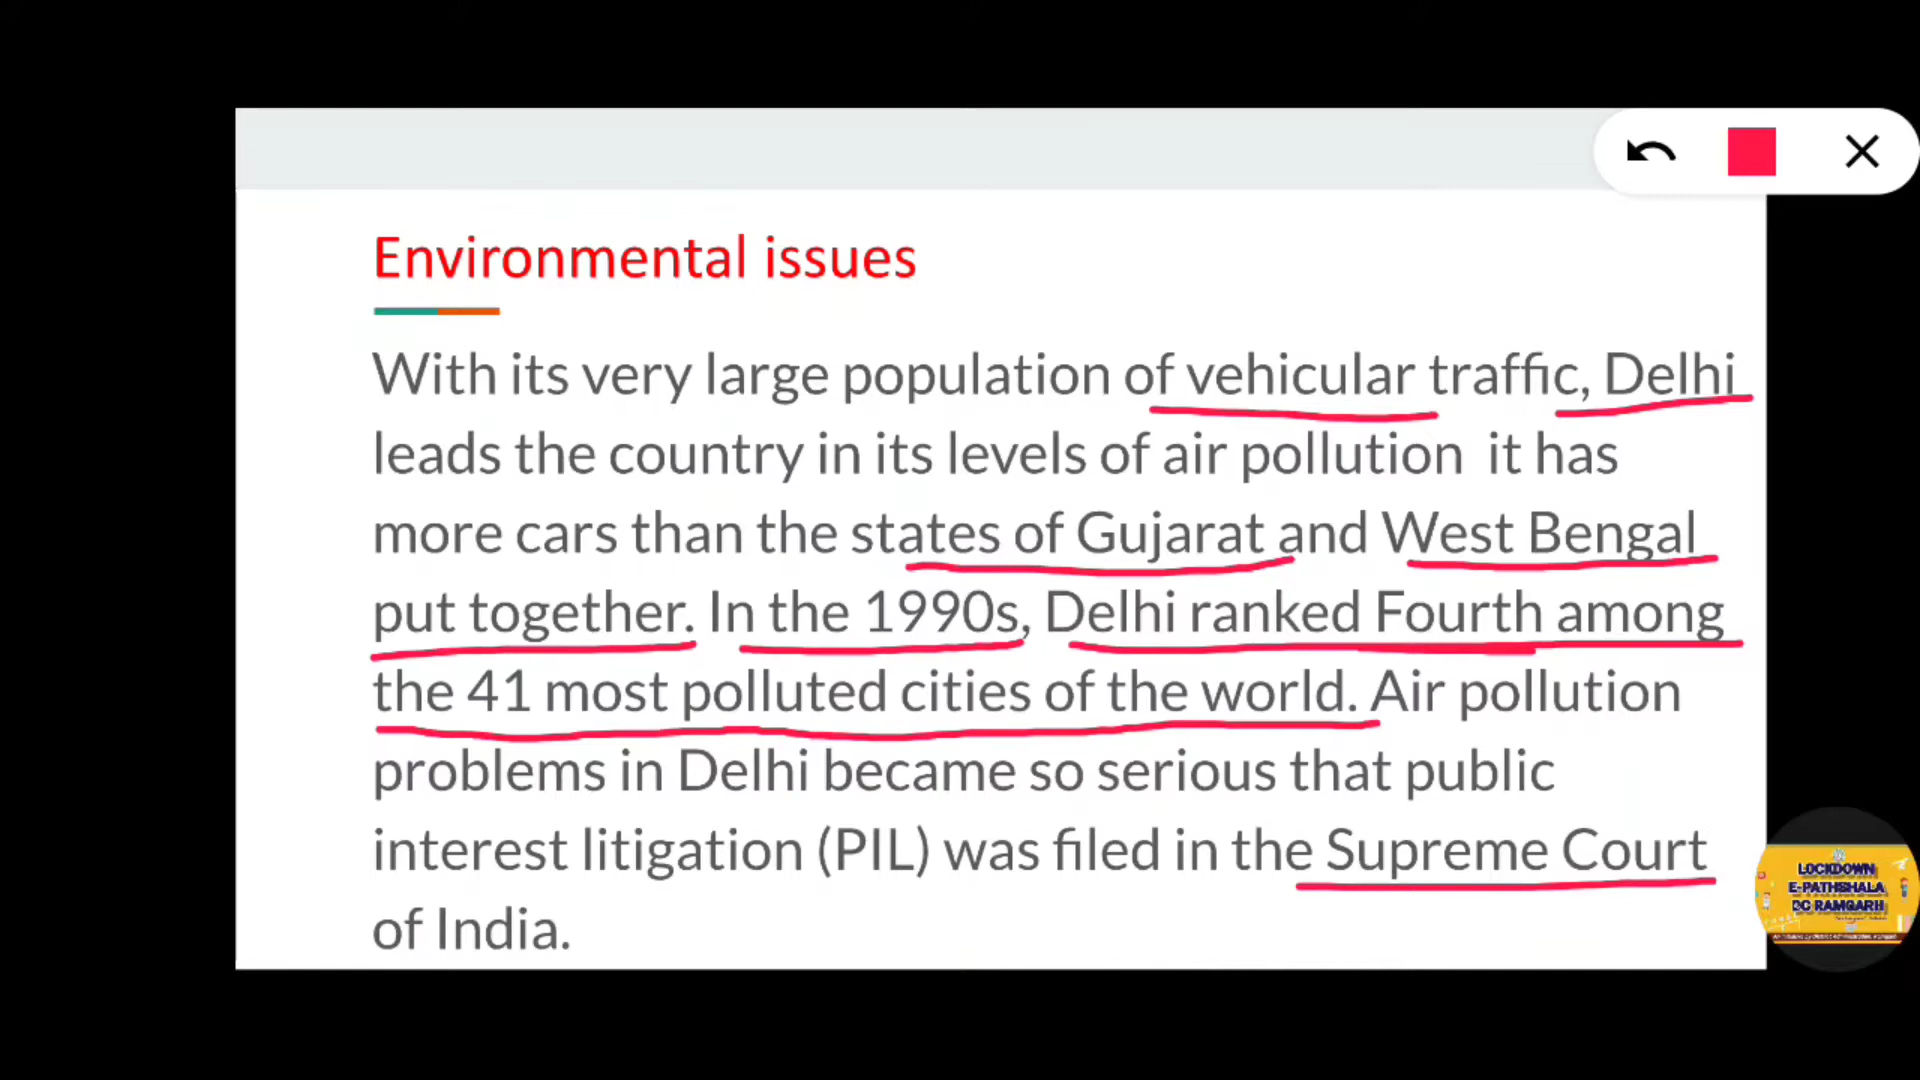 Environmental issues
With its very large population of vehicular traffic, Delhi
leads the country in its levels of air pollution it has
more cars than the states of Gujarat and West Bengal
put together. In the 1990s, Delhi ranked Fourth among
the 41 most polluted cities of the world. Air pollution
problems in Delhi became so serious that public
interest litigation (PIL) was filed in the Supreme Court
of India.
LOCKDOWN
E-PATHSHALA
DC RAMGARH